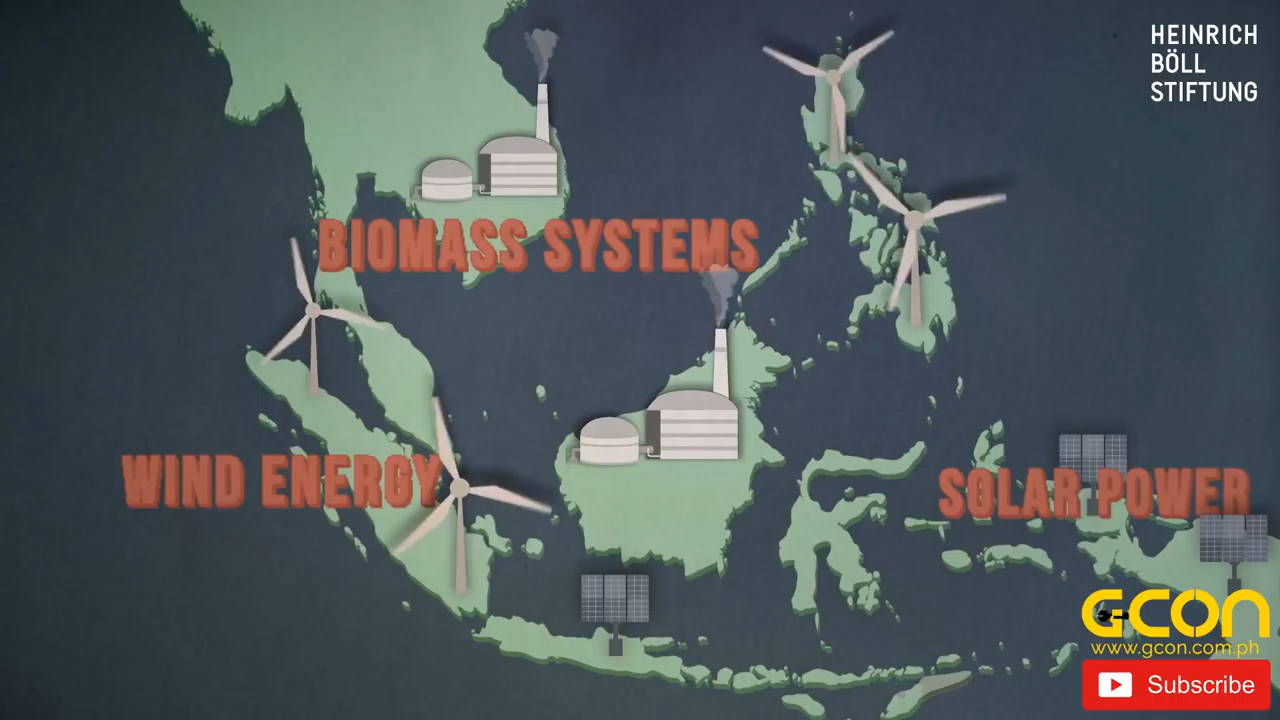 HEINRICH
BÖLL
STIFTUNG
BIOMASS SYSTEMS
WIND ENERGY
SOLAR POWER
GCON
www.gcon.com.ph
Subscribe